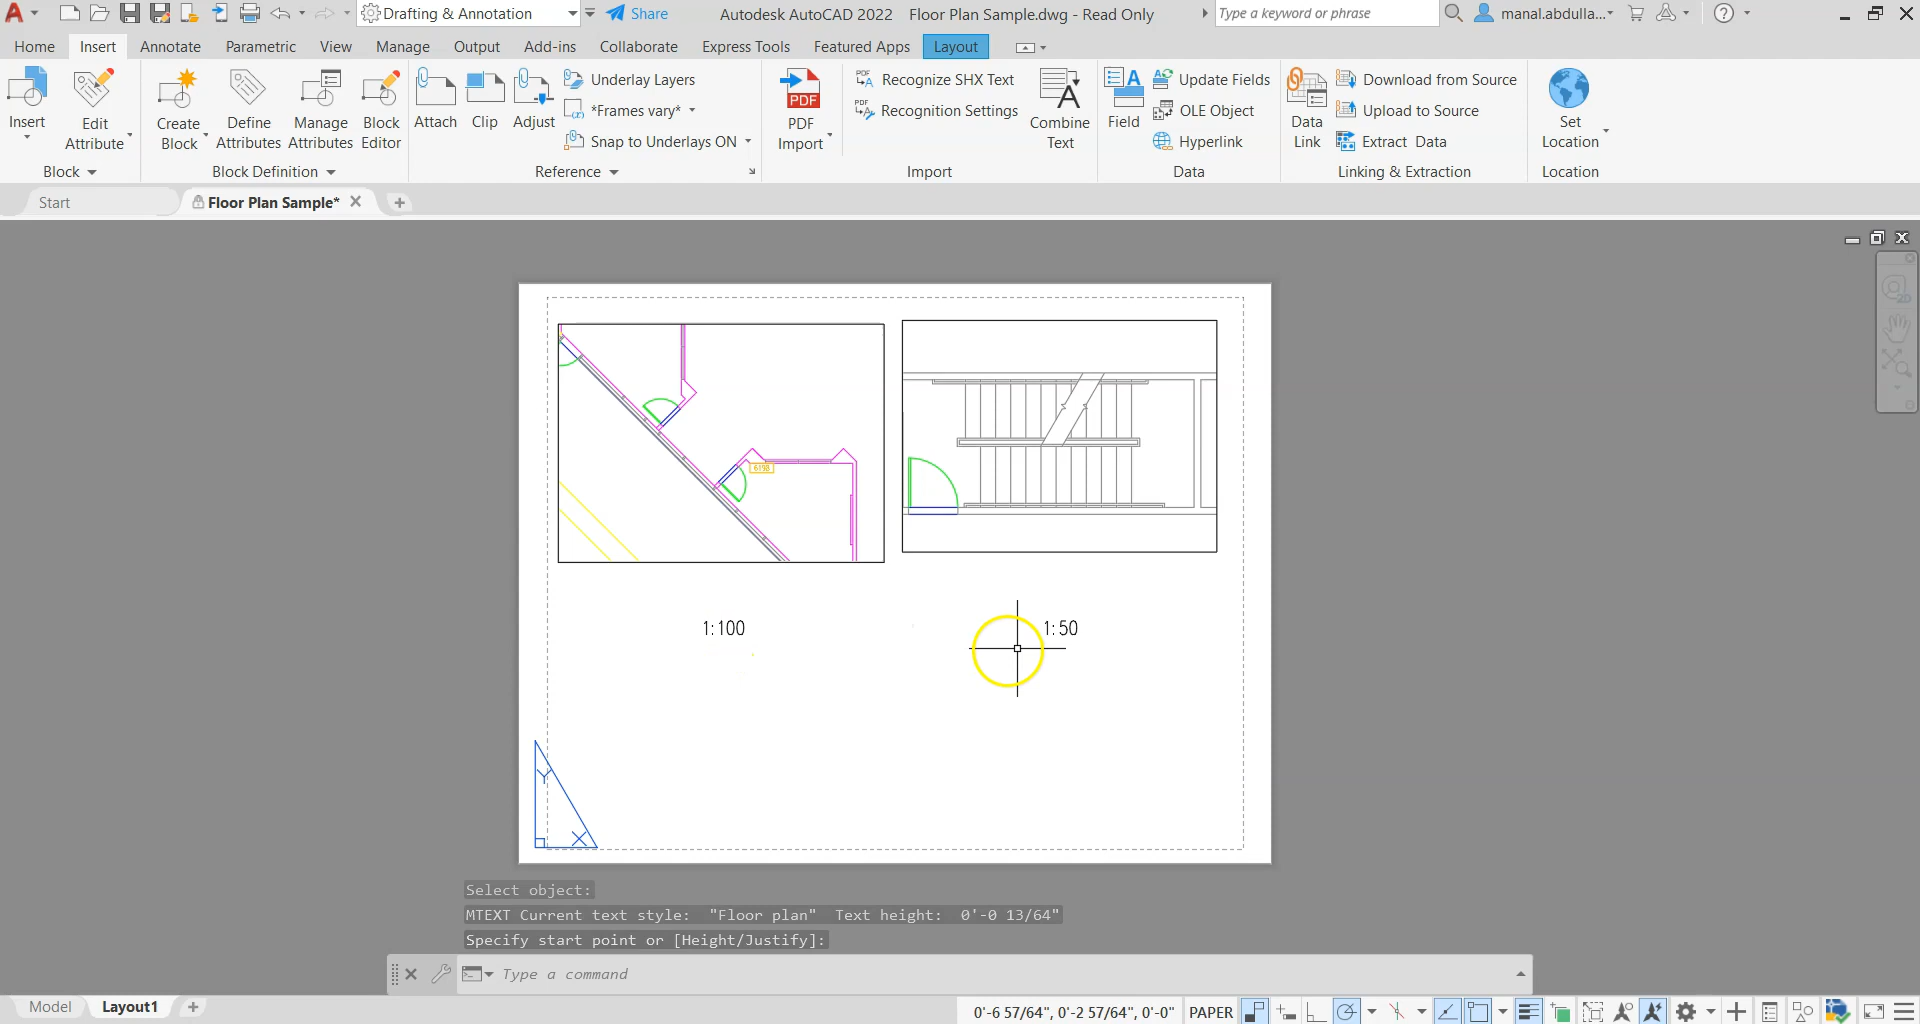 Drafting & Annotation
Share
Autodesk AutoCAD 2022 Floor Plan Sample.dwg - Read Only
Type a keyword or phrase
manal.abdulla...
Home Insert Annotate Parametric View Manage Output Add-ins Collaborate Express Tools Featured Apps Layout
Insert
Edit Attribute
Block
Create Block
Define Attributes
Manage Attributes
Block Editor
Block Definition
Attach
Clip
Adjust
Underlay Layers
*Frames vary*
Snap to Underlays ON
Reference
PDF
PDF Import
PDF
Recognize SHX Text
PDF
Recognition Settings
Combine Text
Import
Field
Update Fields
OLE Object
Hyperlink
Data
Data Link
Download from Source
Upload to Source
Extract Data
Linking & Extraction
Set Location
Location
Start
Floor Plan Sample*
2D
6198
1:100
1:50
Y
X
Select object:
MTEXT Current text style: "Floor plan" Text height: 0'-0 13/64"
Specify start point or [Height/Justify]:
Type a command
Model
Layout1
0'-6 57/64", 0'-2 57/64", 0'-0"
PAPER